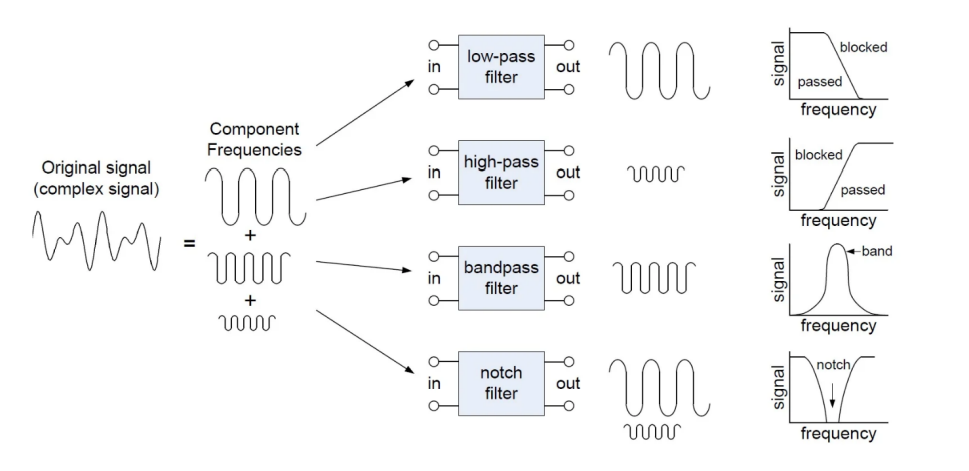 Original signal
(complex signal)
=
Component
Frequencies
+
+
in
low-pass
filter
out
signal
blocked
passed
frequency
in
high-pass
filter
out
signal
blocked
passed
frequency
in
bandpass
filter
out
signal
band
frequency
in
notch
filter
out
signal
notch
frequency